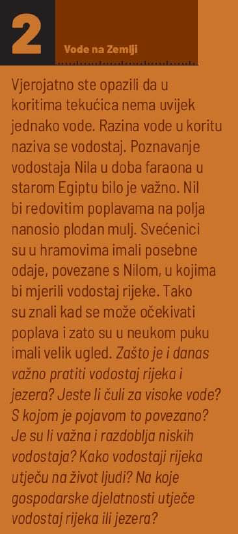 2
Vode na Zemlji
Vjerojatno ste opazili da u
koritima tekućica nema uvijek
jednako vode. Razina vode u koritu
naziva se vodostaj. Poznavanje
vodostaja Nila u doba faraona u
starom Egiptu bilo je važno. Nil
bi redovitim poplavama na polja
nanosio plodan mulj. Svećenici
su u hramovima imali posebne
odaje, povezane s Nilom, u kojima
bi mjerili vodostaj rijeke. Tako
su znali kad se može očekivati
poplava i zato su u neukom puku
imali velik ugled. Zašto je i danas
važno pratiti vodostaj rijeka i
jezera? Jeste li čuli za visoke vode?
S kojom je pojavom to povezano?
Je su li važna i razdoblja niskih
vodostaja? Kako vodostaji rijeka
utječu na život ljudi? Na koje
gospodarske djelatnosti utječe
vodostaj rijeka ili jezera?